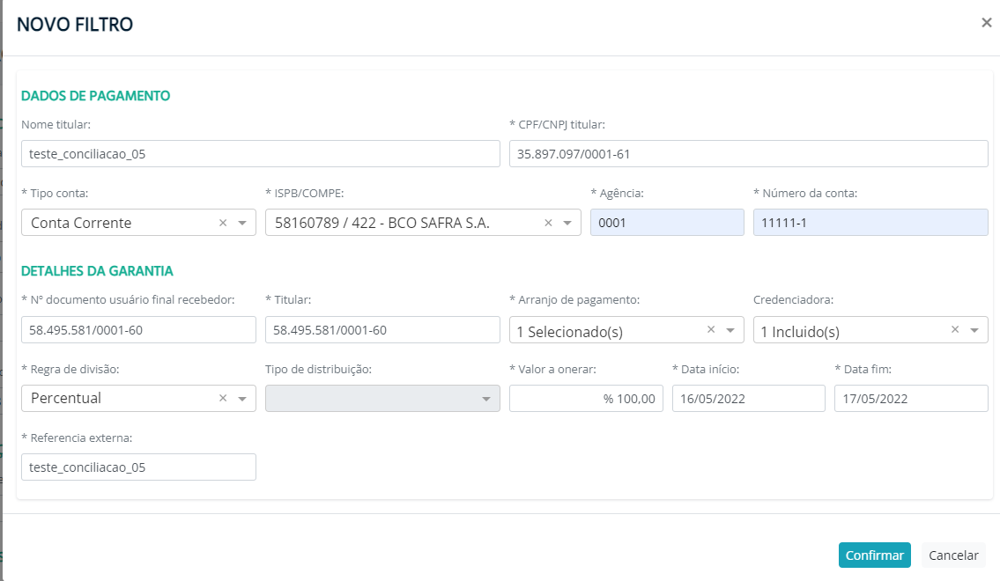 NOVO FILTRO
×
DADOS DE PAGAMENTO
Nome titular:
* CPF/CNPJ titular:
teste_conciliacao_05
35.897.097/0001-61
* Tipo conta:
* ISPB/COMPE:
* Agência:
* Número da conta:
Conta Corrente ×
58160789 / 422 - BCO SAFRA S.A. ×
0001
11111-1
DETALHES DA GARANTIA
* Nº documento usuário final recebedor:
* Titular:
* Arranjo de pagamento:
Credenciadora:
58.495.581/0001-60
58.495.581/0001-60
1 Selecionado(s) ×
1 Incluido(s) ×
* Regra de divisão:
Tipo de distribuição:
* Valor a onerar:
* Data início:
* Data fim:
Percentual ×
% 100,00
16/05/2022
17/05/2022
* Referencia externa:
teste_conciliacao_05
Confirmar
Cancelar